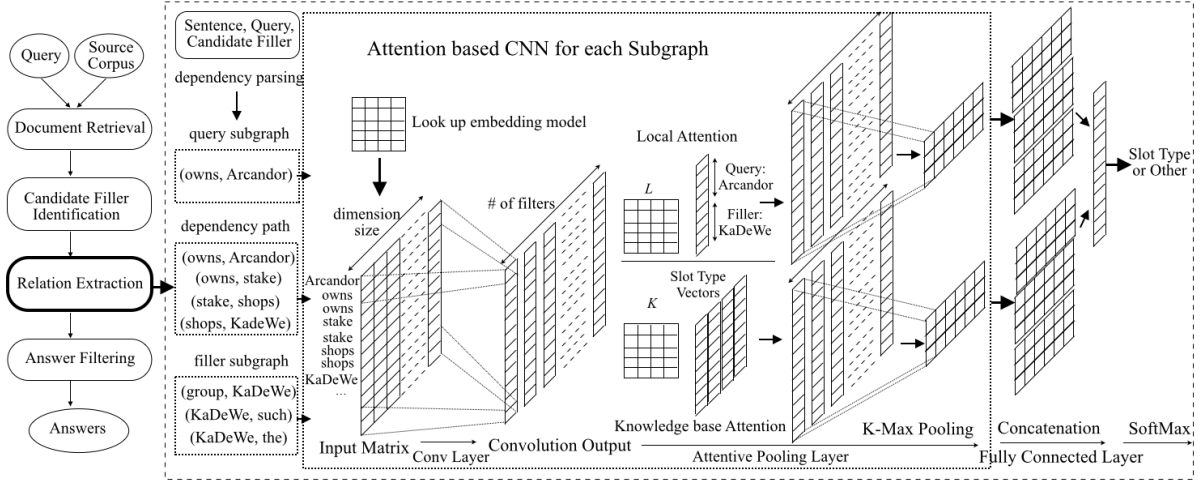 Query
Source
Corpus
Document Retrieval
Candidate Filler
Identification
Relation Extraction
Answer Filtering
Answers
Sentence, Query,
Candidate Filler
dependency parsing
query subgraph
(owns, Arcandor)
dependency path
(owns, Arcandor)
(owns, stake)
(stake, shops)
(shops, KadeWe)
filler subgraph
(group, KaDeWe)
(KaDeWe, such)
(KaDeWe, the)
Attention based CNN for each Subgraph
Look up embedding model
dimension
size
Arcandor
owns
owns
stake
stake
shops
shops
KaDeWe
...
# of filters
Local Attention
L
Query:
Arcandor
Filler:
KaDeWe
Slot Type
Vectors
K
Knowledge base Attention
K-Max Pooling
Input Matrix
Conv Layer
Convolution Output
Attentive Pooling Layer
Concatenation
Fully Connected Layer
SoftMax
Slot Type
or Other